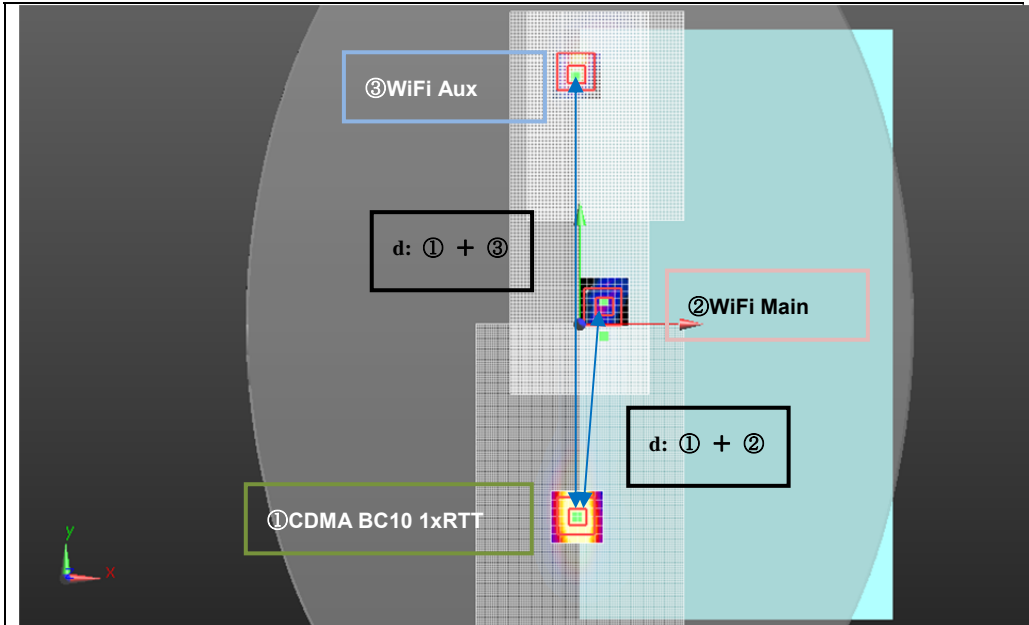 ③WiFi Aux
d: ① + ③
②WiFi Main
d: ① + ②
①CDMA BC10 1xRTT
y
x